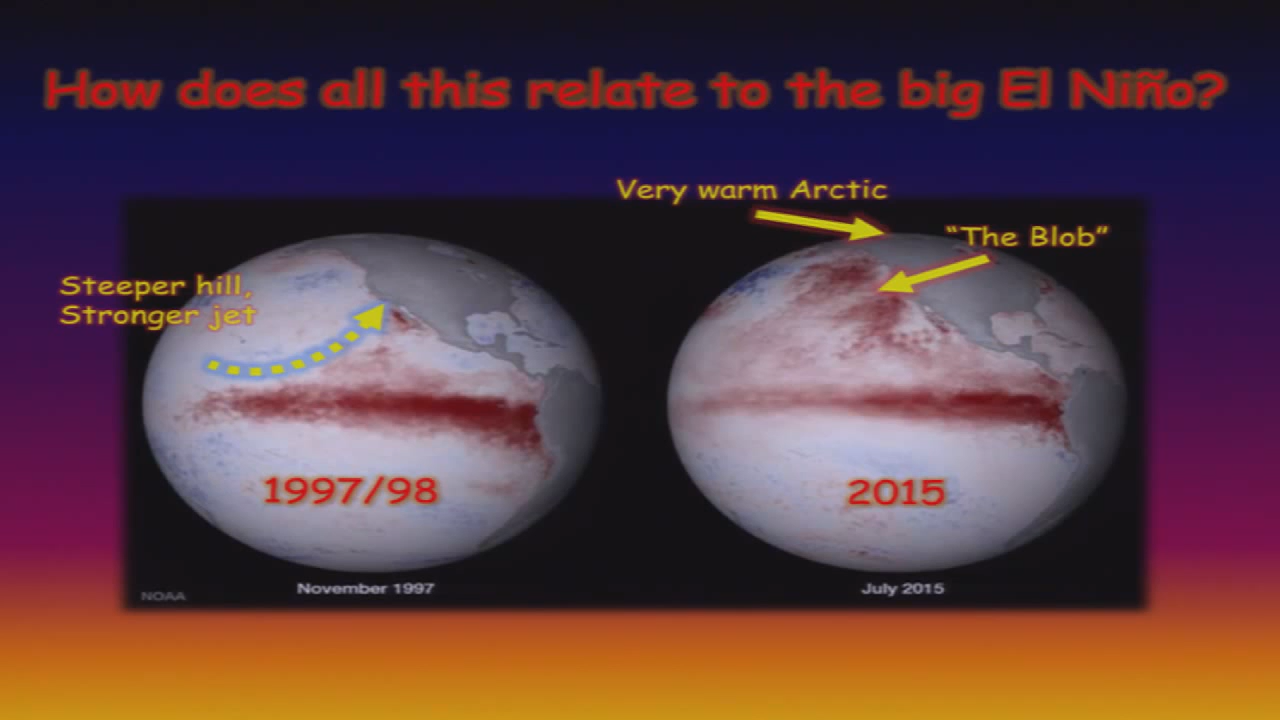 How does all this relate to the big El Niño?
Very warm Arctic
“The Blob”
Steeper hill,
Stronger jet
1997/98
2015
November 1997
July 2015
NOAA